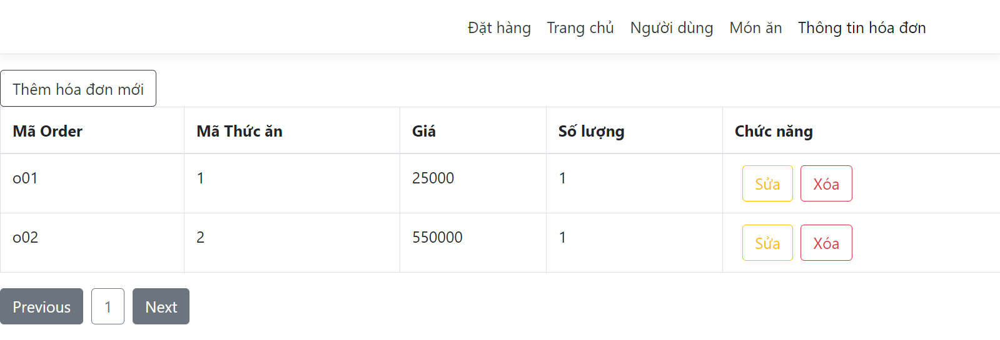 Đặt hàng Trang chủ Người dùng Món ăn Thông tin hóa đơn
Thêm hóa đơn mới
Mã Order Mã Thức ăn Giá Số lượng Chức năng
o01 1 25000 1 Sửa Xóa
o02 2 550000 1 Sửa Xóa
Previous 1 Next